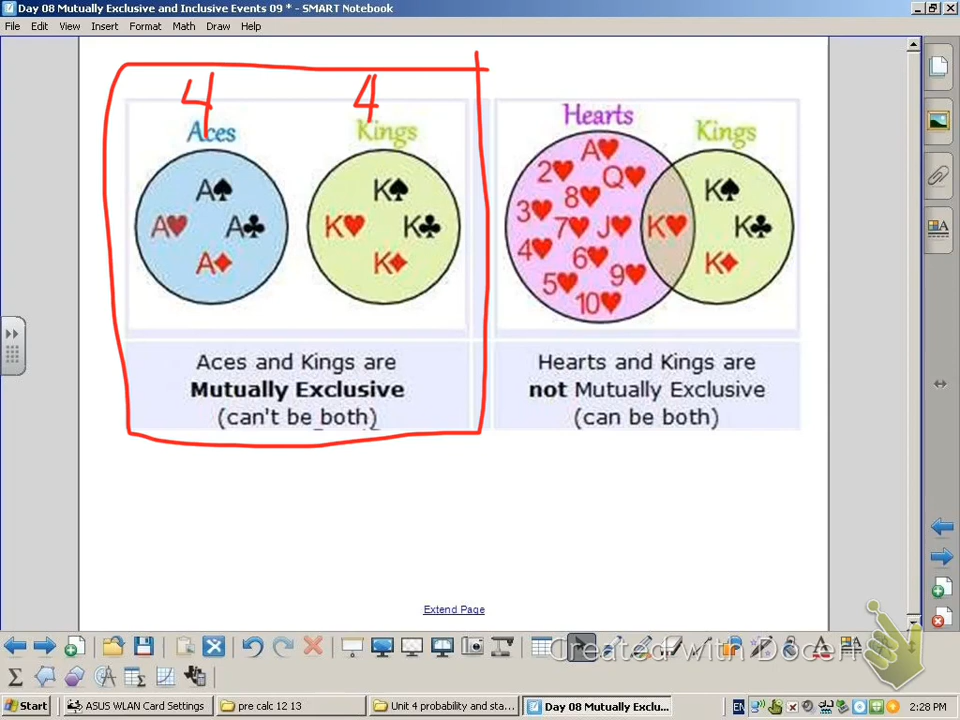 Day 08 Mutually Exclusive and Inclusive Events 09 * - SMART Notebook
File Edit View Insert Format Math Draw Help
4 4
Aces Kings
A♠
A♥ A♣
A♦
K♠
K♥ K♣
K♦
Hearts Kings
A♥
2♥ Q♥
8♥
3♥ 7♥ J♥
4♥ 6♥
9♥
5♥
10♥
K♥
K♠
K♣
K♦
Aces and Kings are
Mutually Exclusive
(can't be both)
Hearts and Kings are
not Mutually Exclusive
(can be both)
Extend Page
Created with Doceri
Start ASUS WLAN Card Settings pre calc 12 13 Unit 4 probability and sta... Day 08 Mutually Exclu... EN 2:28 PM